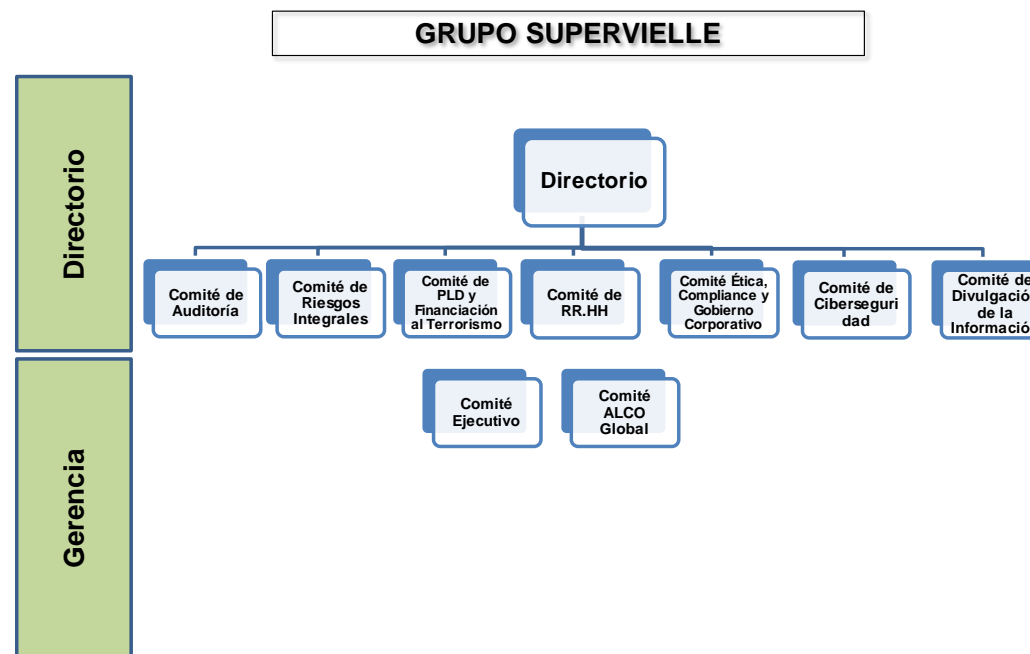 GRUPO SUPERVIELLE
Directorio
Directorio
Comité de
Auditoría
Comité de
Riesgos
Integrales
Comité de
PLD y
Financiación
al Terrorismo
Comité de
RR.HH
Comité Ética,
Compliance y
Gobierno
Corporativo
Comité de
Ciberseguri
dad
Comité de
Divulgació
de la
Informació
Gerencia
Comité
Ejecutivo
Comité
ALCO
Global